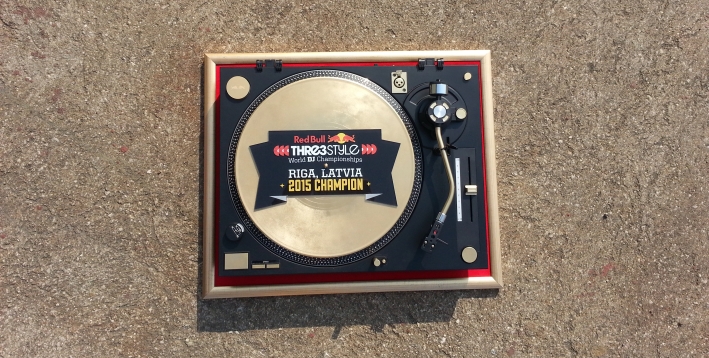 Red Bull
THRE3STYLE
World DJ Championships
RIGA, LATVIA
2015 CHAMPION